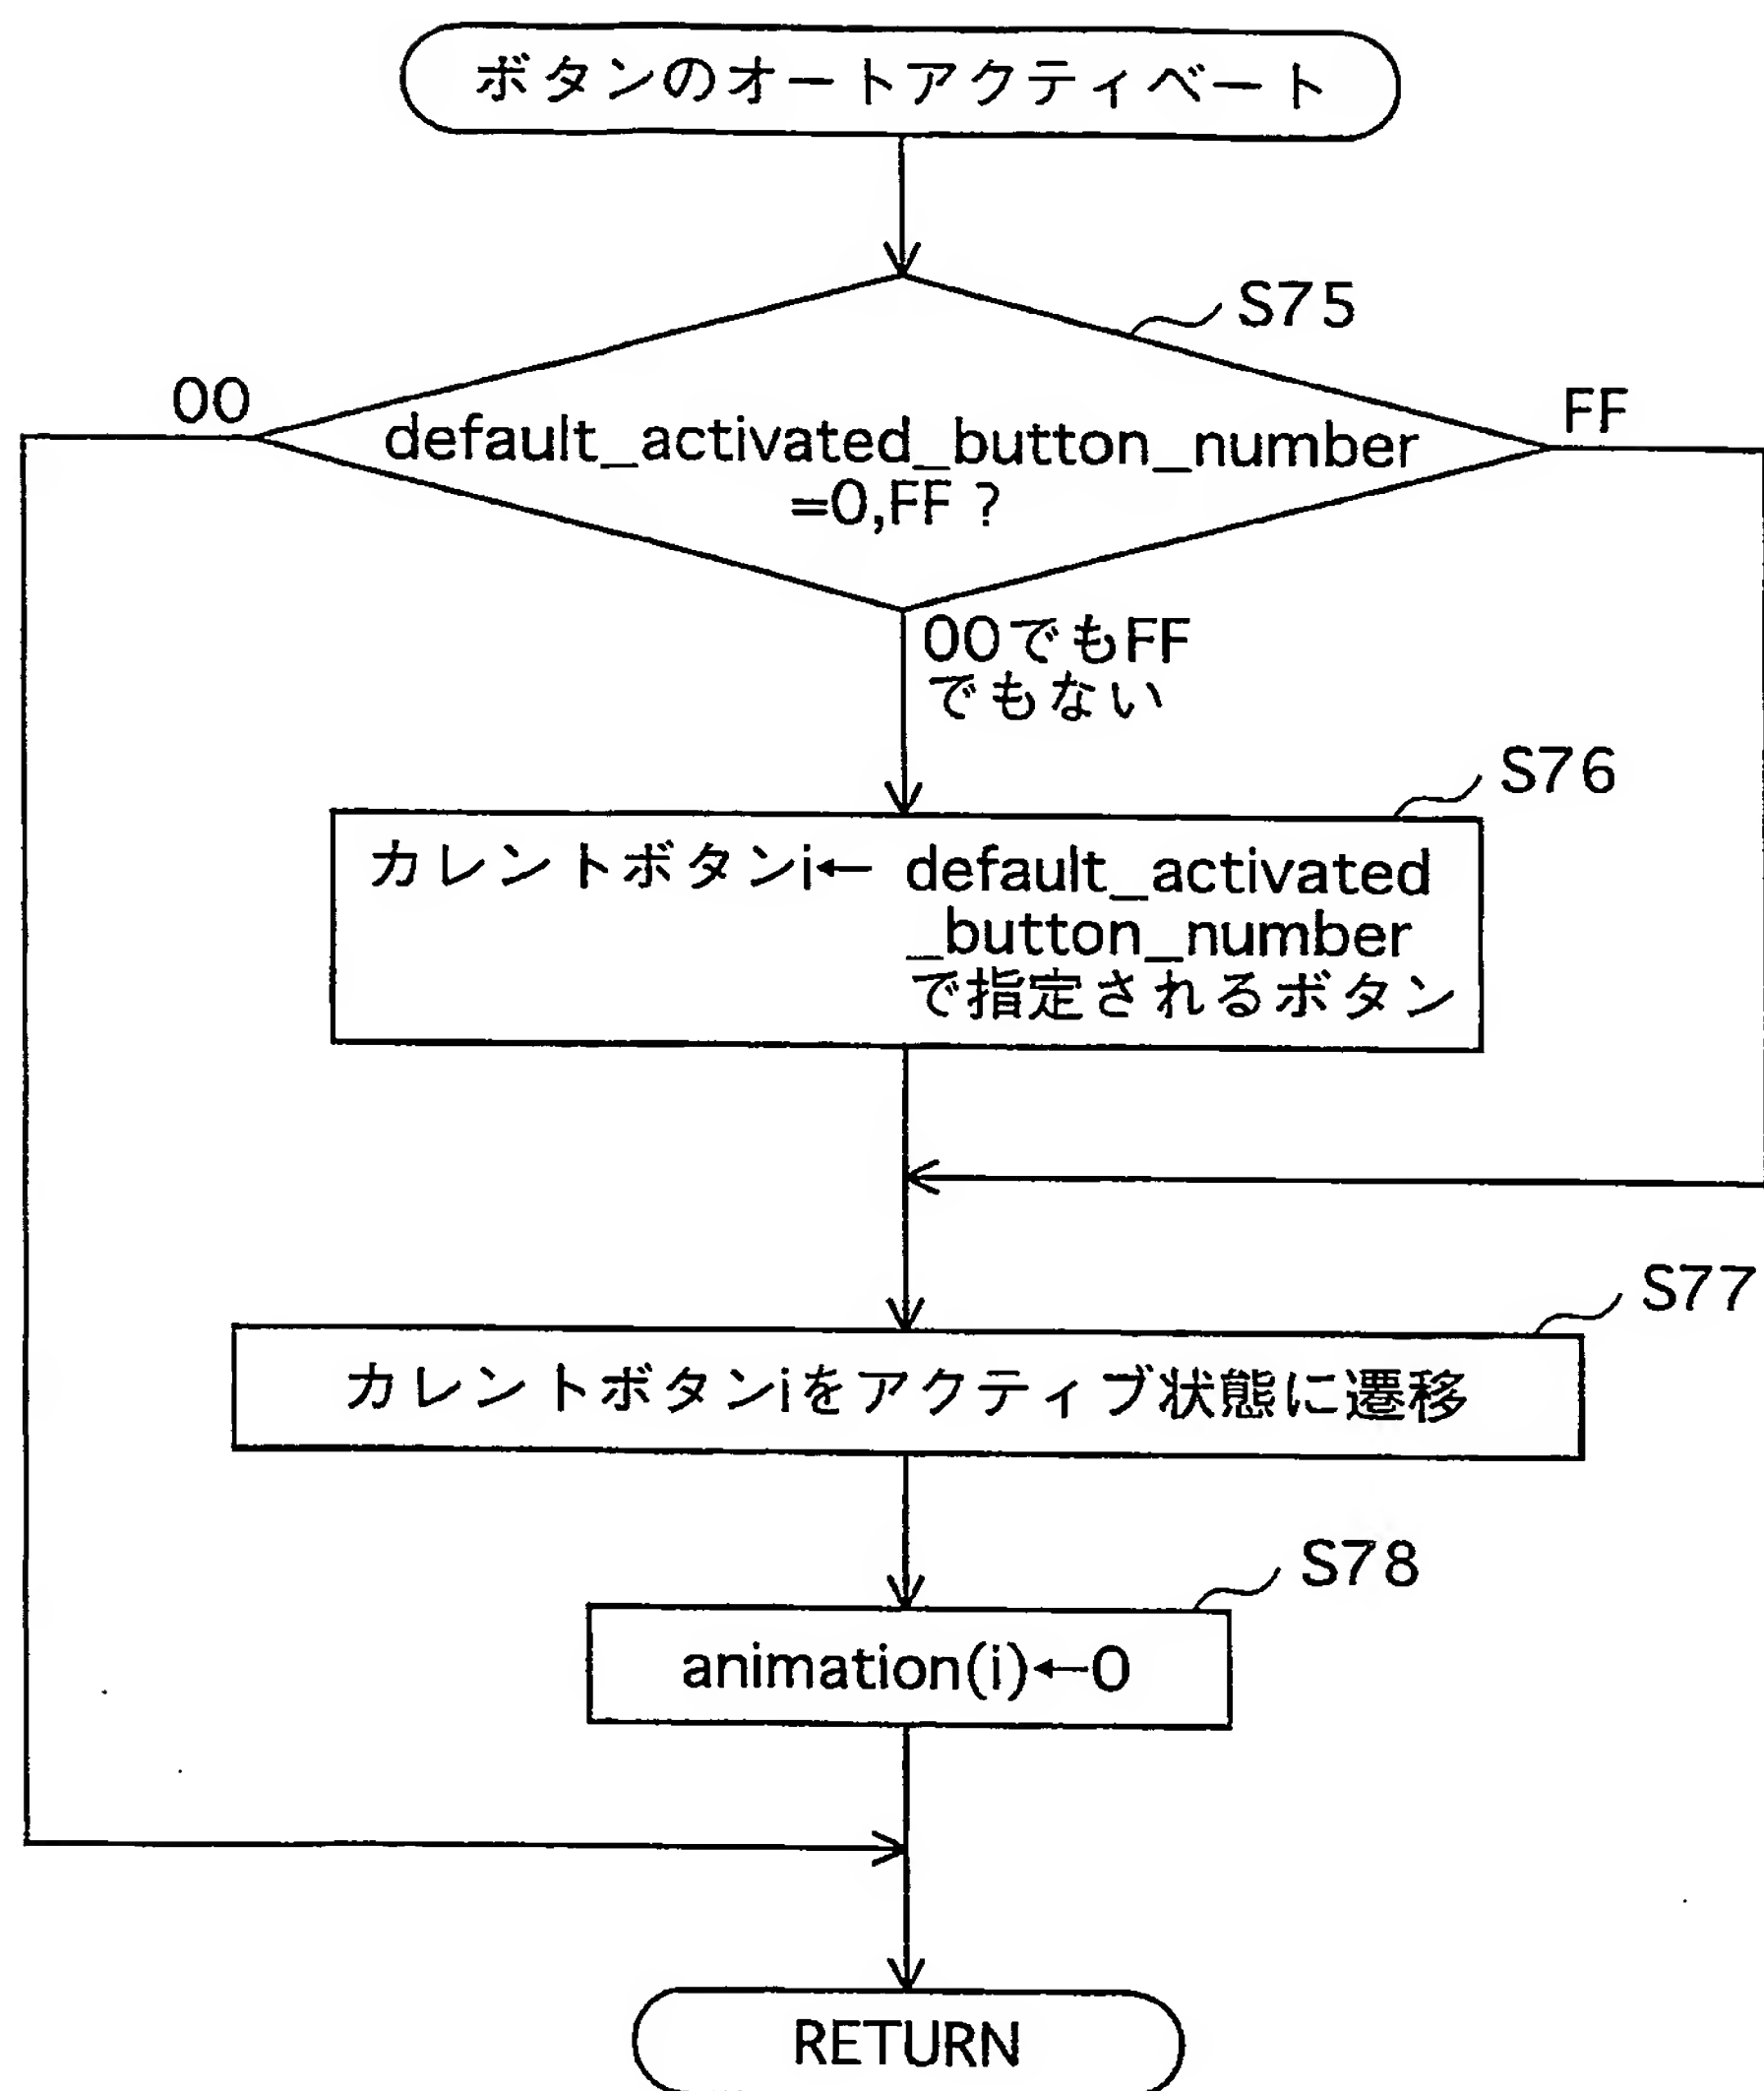 ボタンのオートアクティベート
S75
00
FF
default_activated_button_number
=0,FF ?
00でもFF
でもない
S76
カレントボタンi← default_activated
_button_number
で指定されるボタン
S77
カレントボタンiをアクティブ状態に遷移
S78
animation(i)←0
RETURN